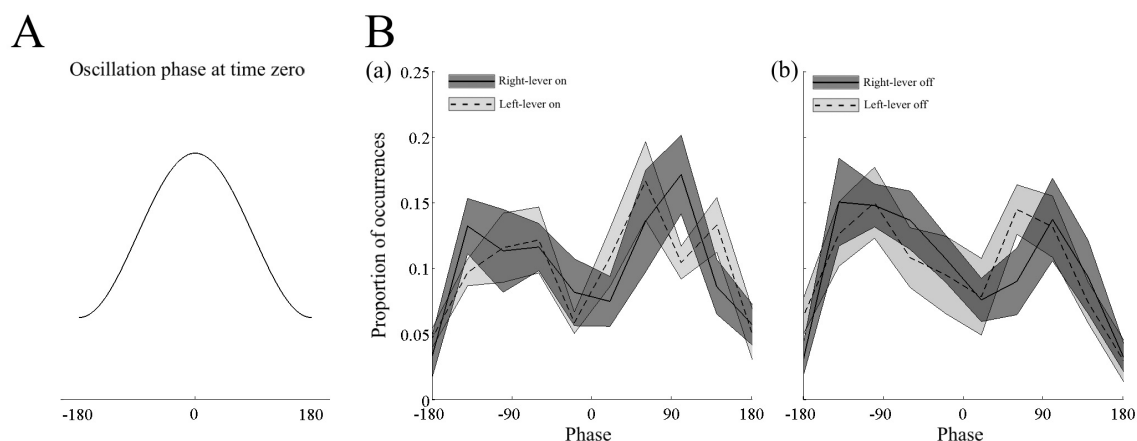 A
B
Oscillation phase at time zero
(a)
(b)
0.25
0.2
0.15
0.1
0.05
0
Proportion of occurrences
Right-lever on
Left-lever on
Right-lever off
Left-lever off
-180 0 180
-180 -90 0 90 180
-180 -90 0 90 180
Phase
Phase